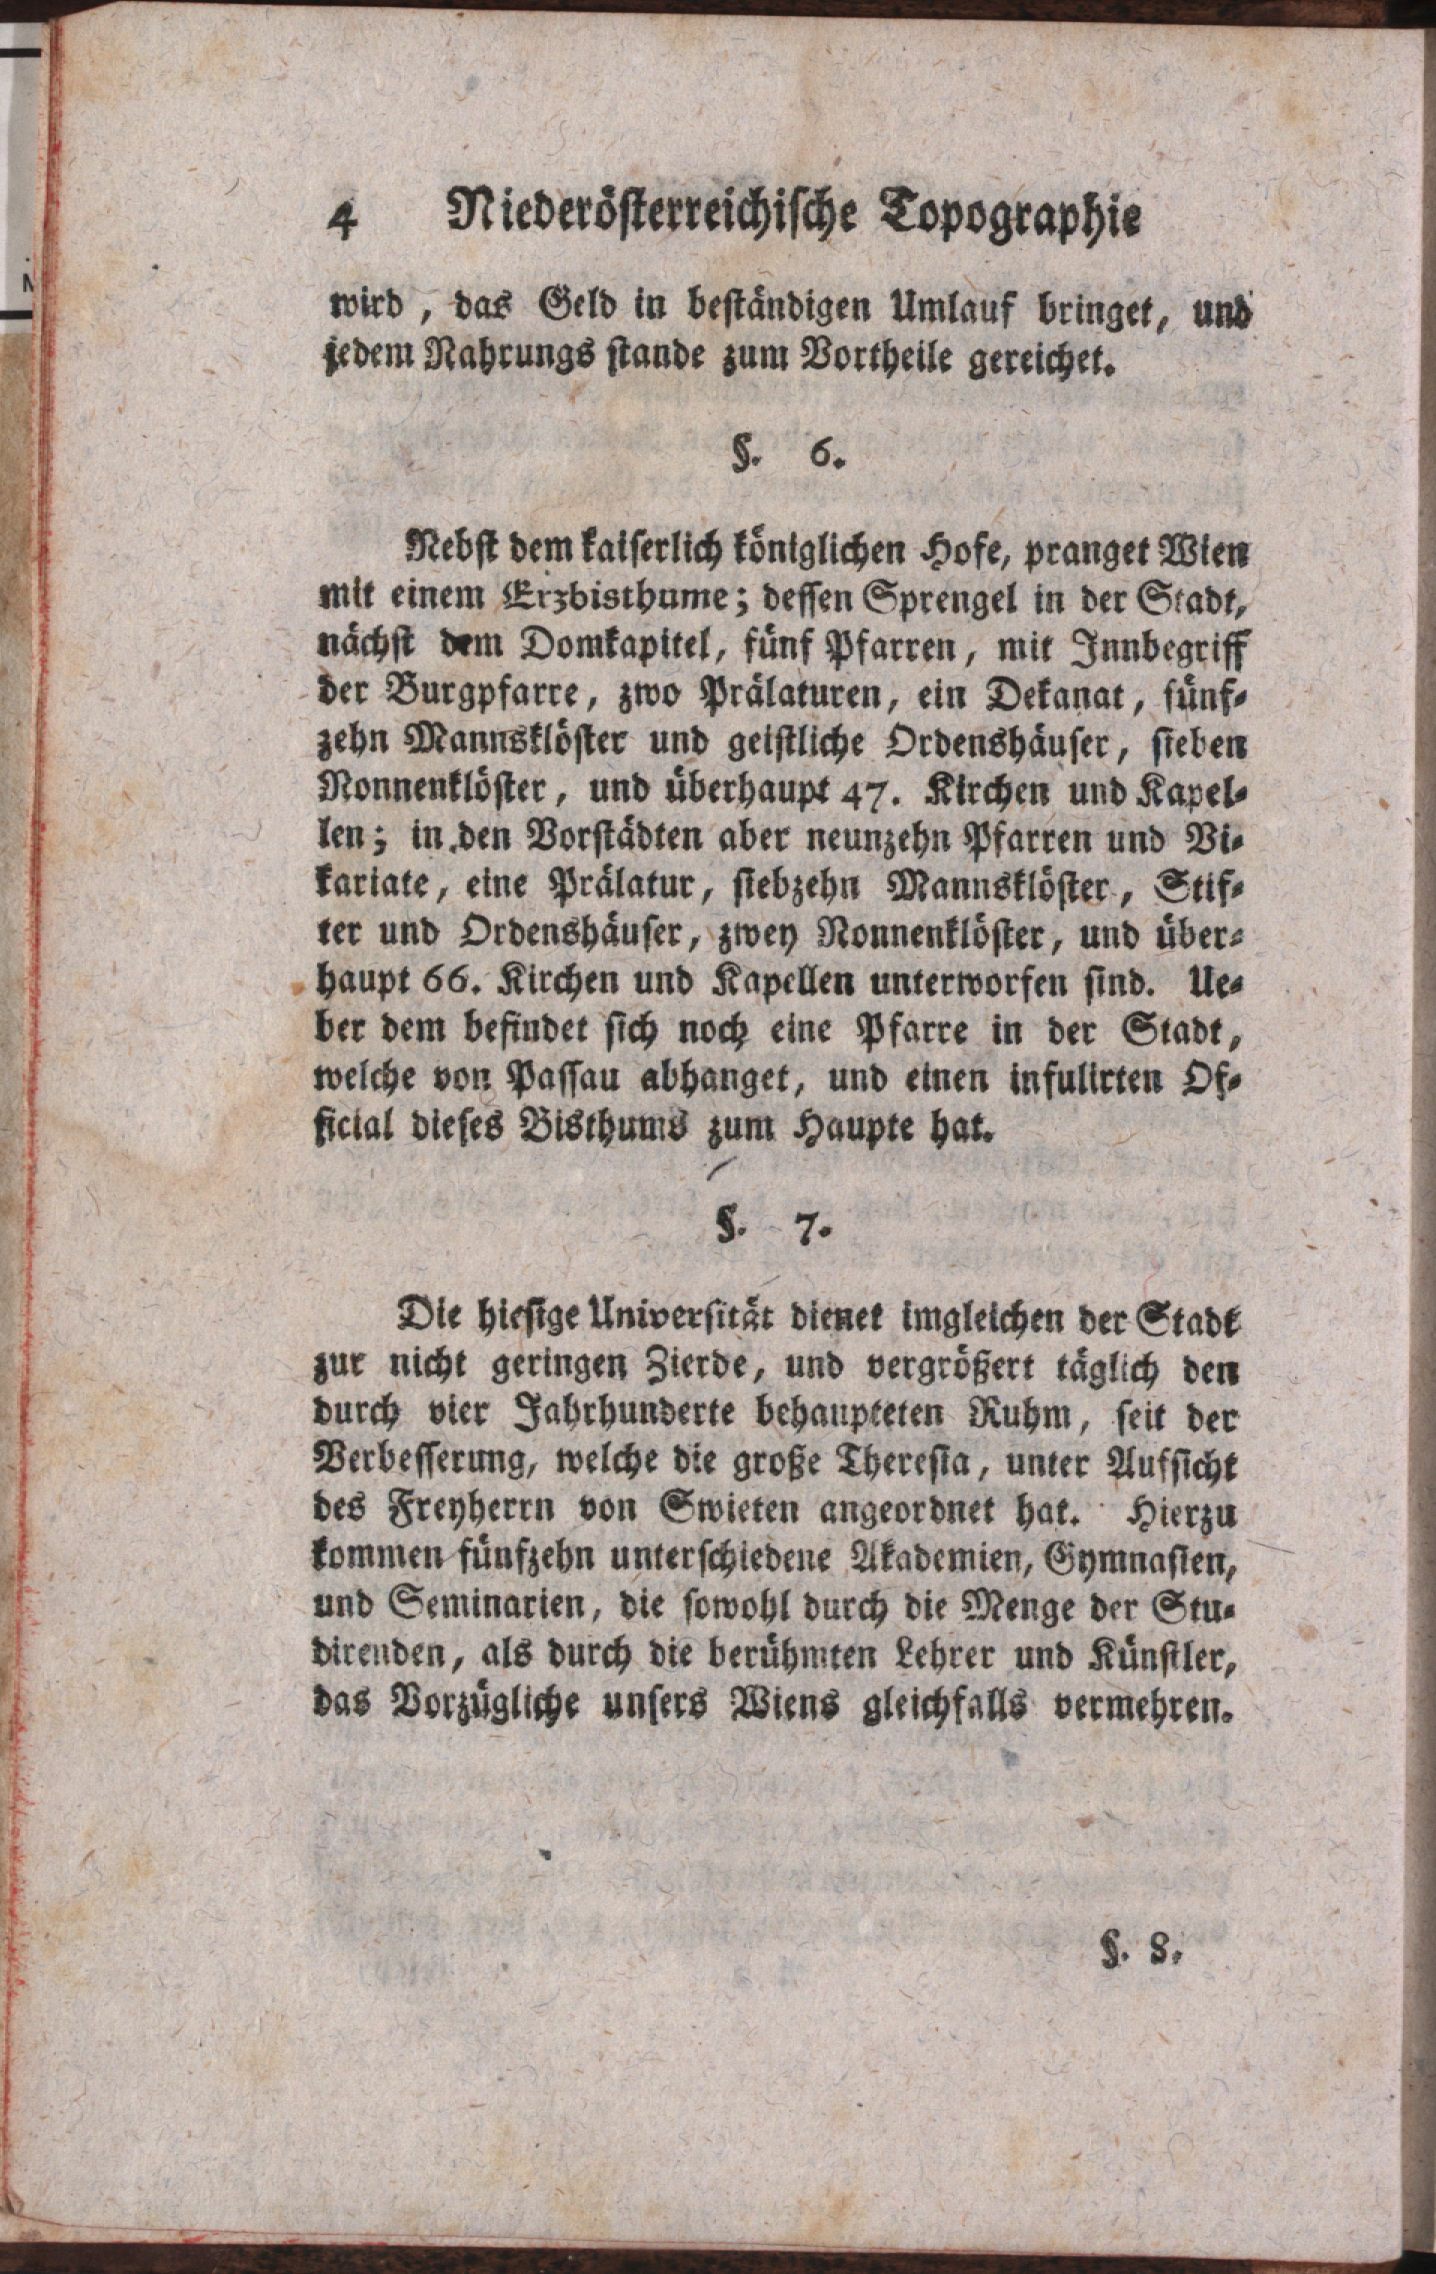 4 Niederösterreichische Topographie
wird, das Geld in beständigen Umlauf bringet, und
jedem Nahrungs stande zum Vortheile gereichet.
§. 6.
Nebst dem kaiserlich königlichen Hofe, pranget Wien
mit einem Erzbisthume; dessen Sprengel in der Stadt,
nächst dem Domkapitel, fünf Pfarren, mit Innbegriff
der Burgpfarre, zwo Prälaturen, ein Dekanat, fünf-
zehn Mannsklöster und geistliche Ordenshäuser, sieben
Nonnenklöster, und überhaupt 47. Kirchen und Kapel-
len; in den Vorstädten aber neunzehn Pfarren und Vi-
kariate, eine Prälatur, siebzehn Mannsklöster, Stif-
ter und Ordenshäuser, zwey Nonnenklöster, und über-
haupt 66. Kirchen und Kapellen unterworfen sind. Ue-
ber dem befindet sich noch eine Pfarre in der Stadt,
welche von Passau abhanget, und einen infulirten Of-
ficial dieses Bisthums zum Haupte hat.
§. 7.
Die hiesige Universität dienet imgleichen der Stadt
zur nicht geringen Zierde, und vergrößert täglich den
durch vier Jahrhunderte behaupteten Ruhm, seit der
Verbesserung, welche die große Theresia, unter Aufsicht
des Freyherrn von Swieten angeordnet hat. Hierzu
kommen fünfzehn unterschiedene Akademien, Gymnasien,
und Seminarien, die sowohl durch die Menge der Stu-
direnden, als durch die berühmten Lehrer und Künstler,
das Vorzügliche unsers Wiens gleichfalls vermehren.
§. 8.